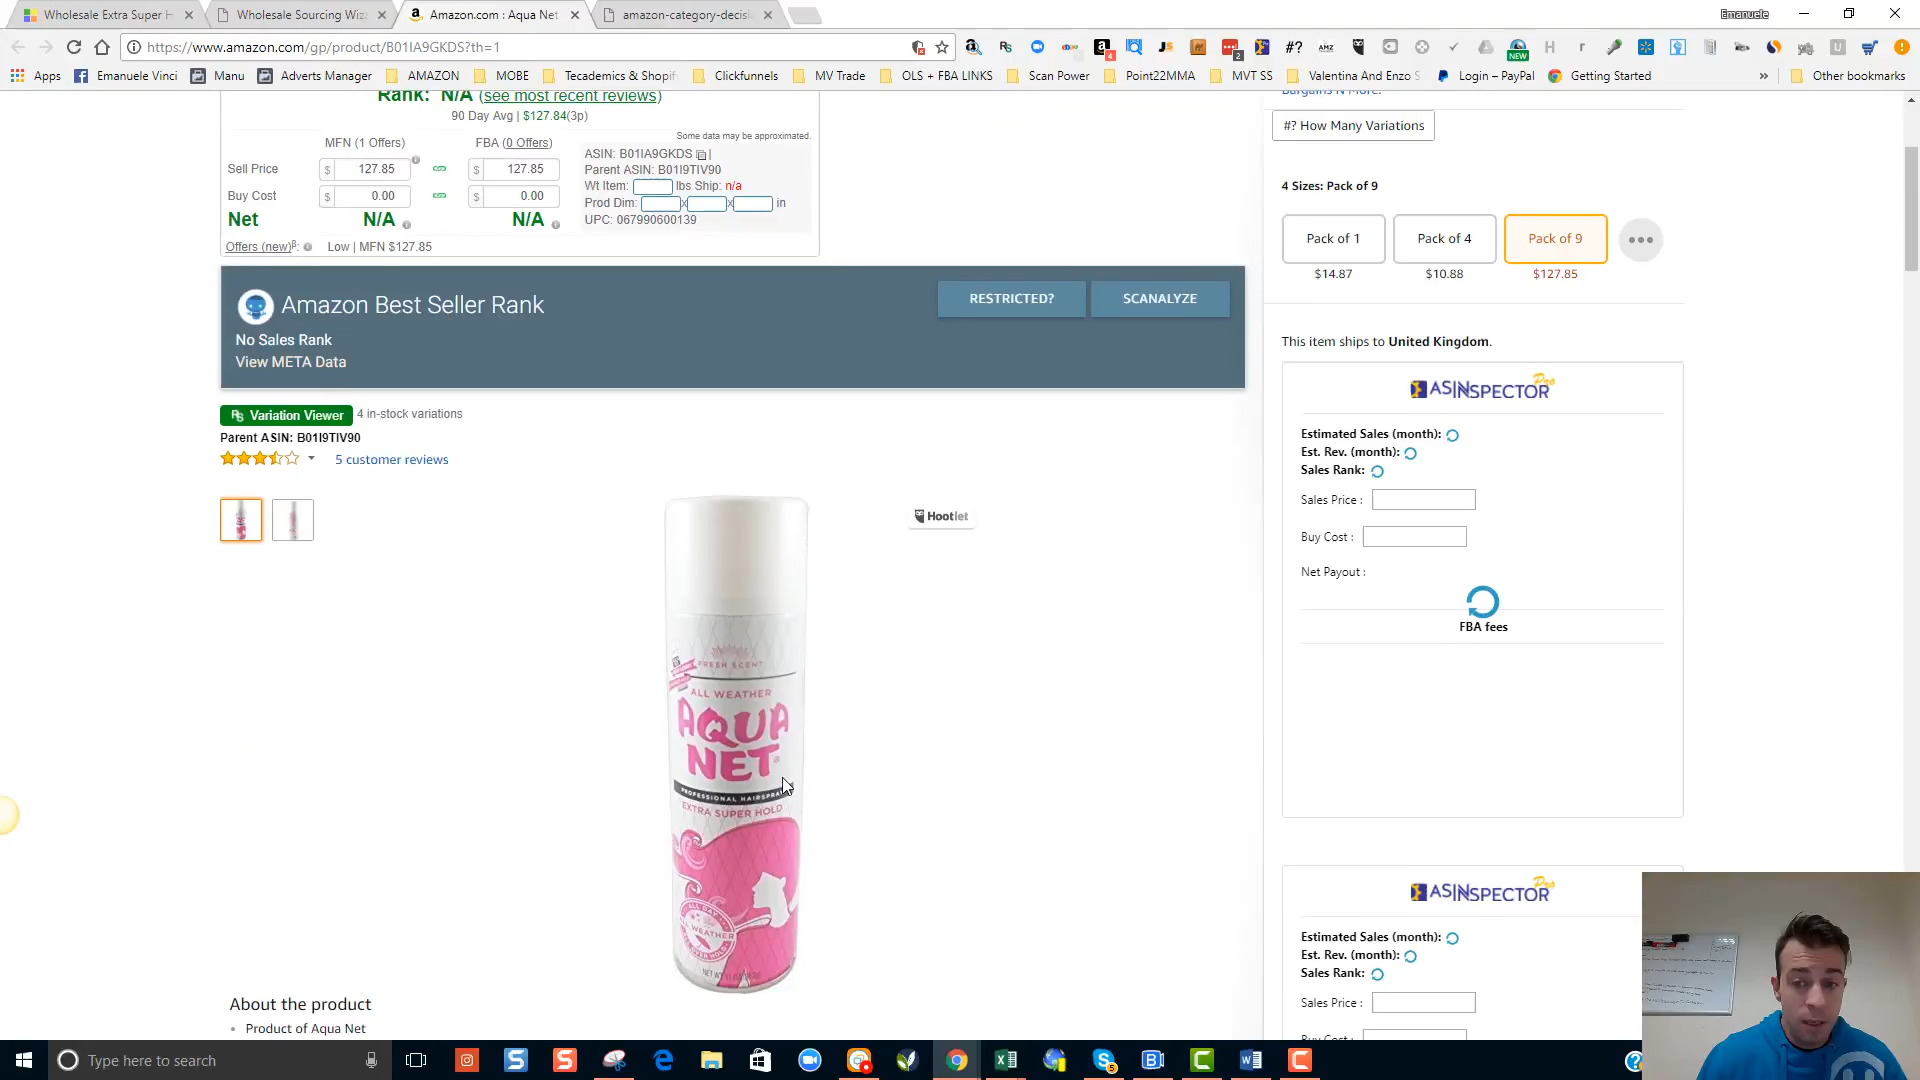 Wholesale Extra Super H
Wholesale Sourcing Wiz
Amazon.com : Aqua Net
amazon-category-decisi
Emanuele
https://www.amazon.com/gp/product/B01IA9GKDS?th=1
Apps
Emanuele Vinci
Manu
Adverts Manager
AMAZON
MOBE
Tecademics & Shopif
Clickfunnels
MV Trade
OLS + FBA LINKS
Scan Power
Point22MMA
MVT SS
Valentina And Enzo S
Login – PayPal
Getting Started
»
Other bookmarks
Rank: N/A (see most recent reviews)
90 Day Avg | $127.84(3p)
Some data may be approximated.
MFN (1 Offers)
FBA (0 Offers)
Sell Price
$ 127.85
$ 127.85
Buy Cost
$ 0.00
$ 0.00
Net
N/A
N/A
ASIN: B01IA9GKDS |
Parent ASIN: B01I9TIV90
Wt Item: lbs Ship: n/a
Prod Dim: x x in
UPC: 067990600139
Offers (new)
Low | MFN $127.85
Amazon Best Seller Rank
No Sales Rank
View META Data
RESTRICTED?
SCANALYZE
Variation Viewer
4 in-stock variations
Parent ASIN: B01I9TIV90
5 customer reviews
Hootlet
FRESH SCENT
ALL WEATHER
AQUA
NET
PROFESSIONAL HAIRSPRAY
EXTRA SUPER HOLD
ALL DAY
ALL WEATHER
About the product
• Product of Aqua Net
Bargains N More.
#? How Many Variations
4 Sizes: Pack of 9
Pack of 1
Pack of 4
Pack of 9
$14.87
$10.88
$127.85
This item ships to United Kingdom.
ASINSPECTOR Pro
Estimated Sales (month):
Est. Rev. (month):
Sales Rank:
Sales Price :
Buy Cost :
Net Payout :
FBA fees
ASINSPECTOR Pro
Estimated Sales (month):
Est. Rev. (month):
Sales Rank:
Sales Price :
Type here to search